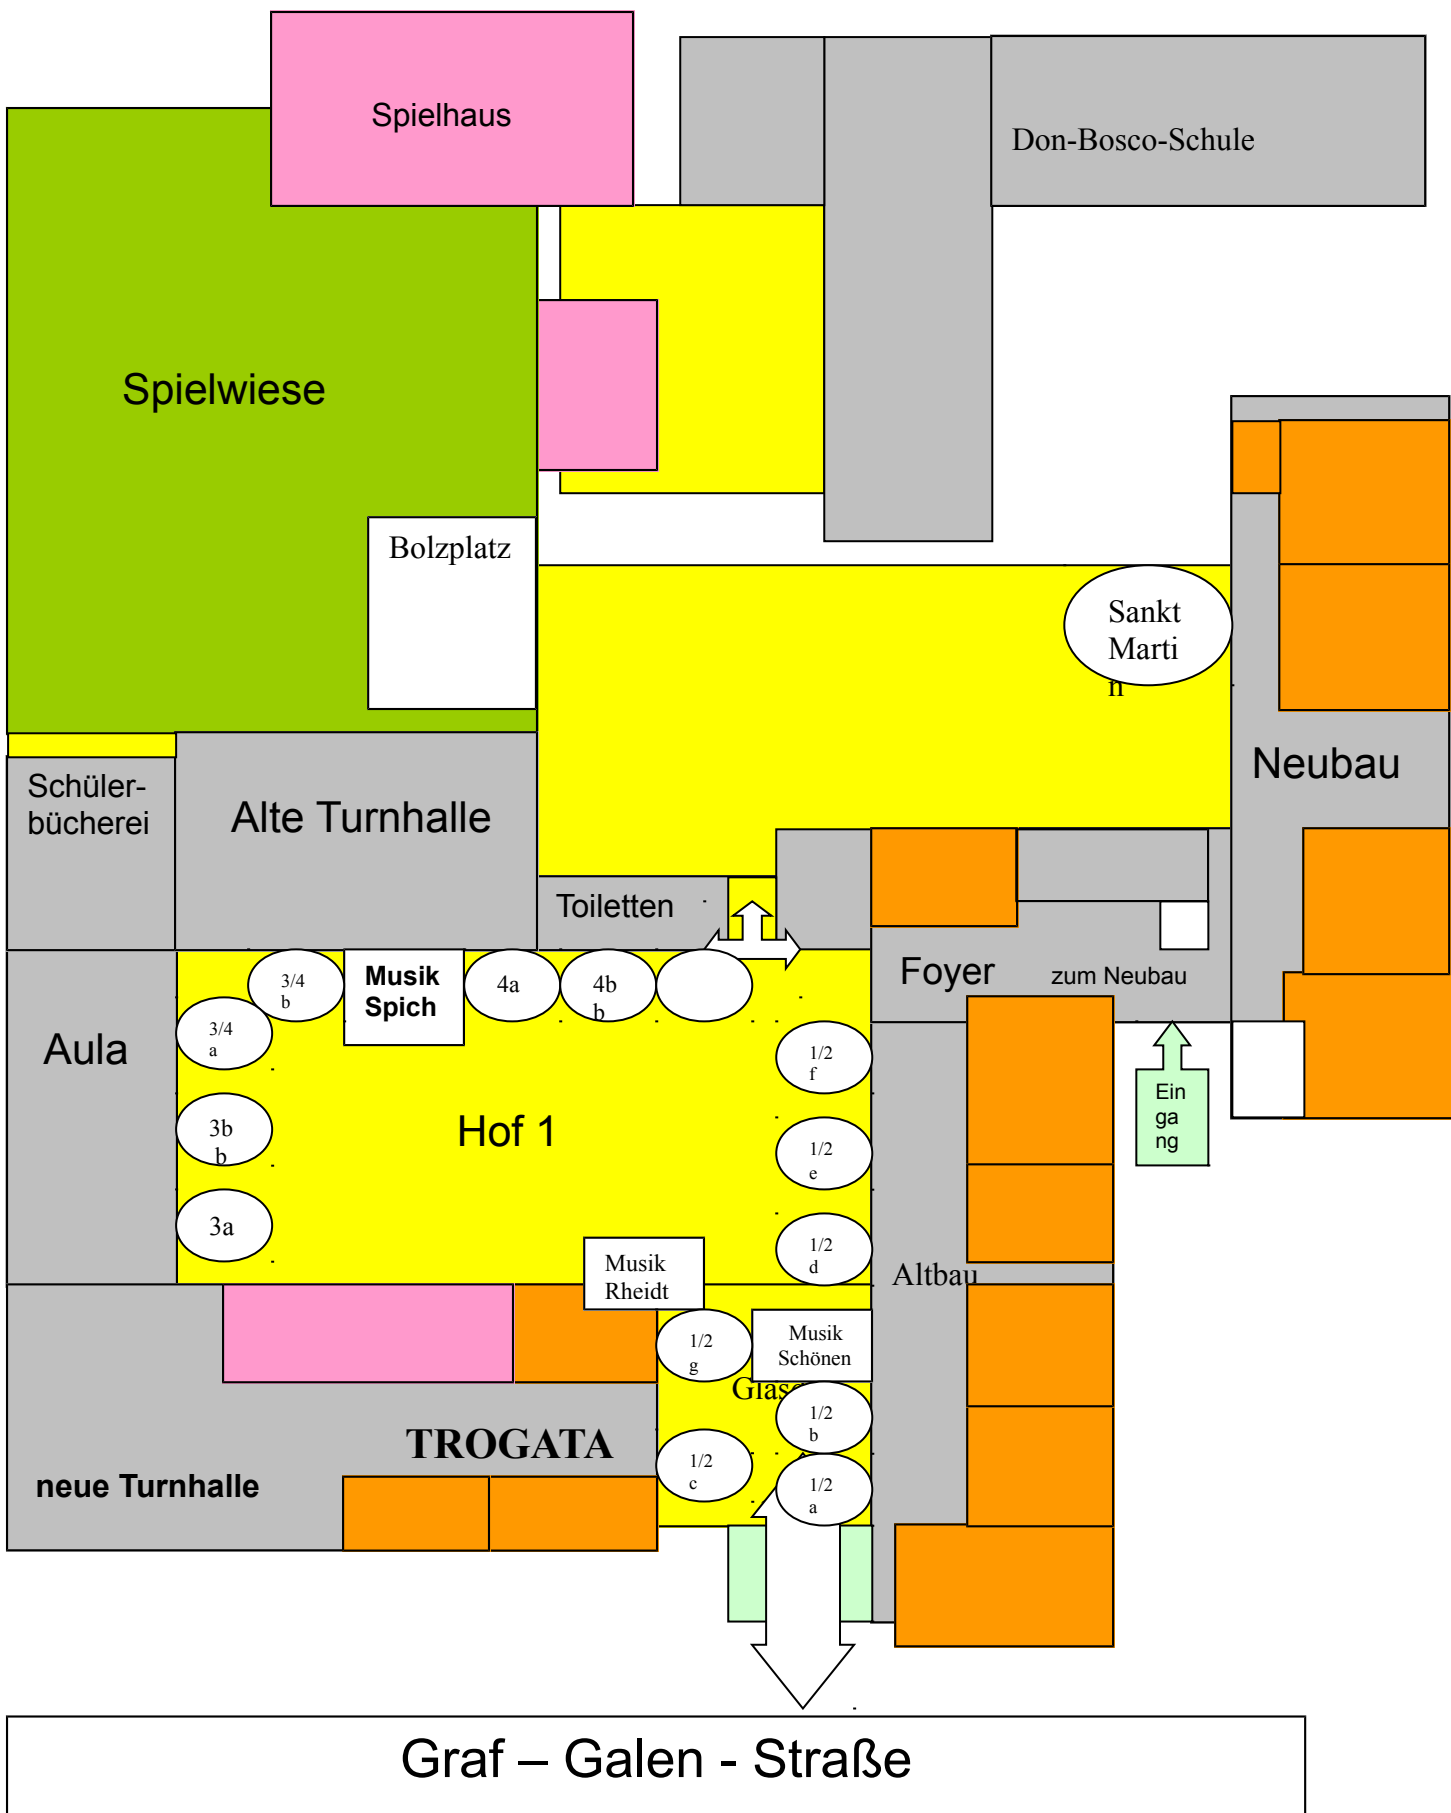 Spielhaus
Don-Bosco-Schule
Spielwiese
Bolzplatz
Sankt
Marti
n
Neubau
Schüler-
bücherei
Alte Turnhalle
Toiletten
Foyer
zum Neubau
3/4
b
Musik
Spich
4a
4b
b
3/4
a
Aula
1/2
f
Ein
ga
ng
3b
b
Hof 1
1/2
e
3a
1/2
d
Musik
Rheidt
Altbau
1/2
g
Musik
Schönen
1/2
b
TROGATA
1/2
c
neue Turnhalle
1/2
a
Graf – Galen - Straße